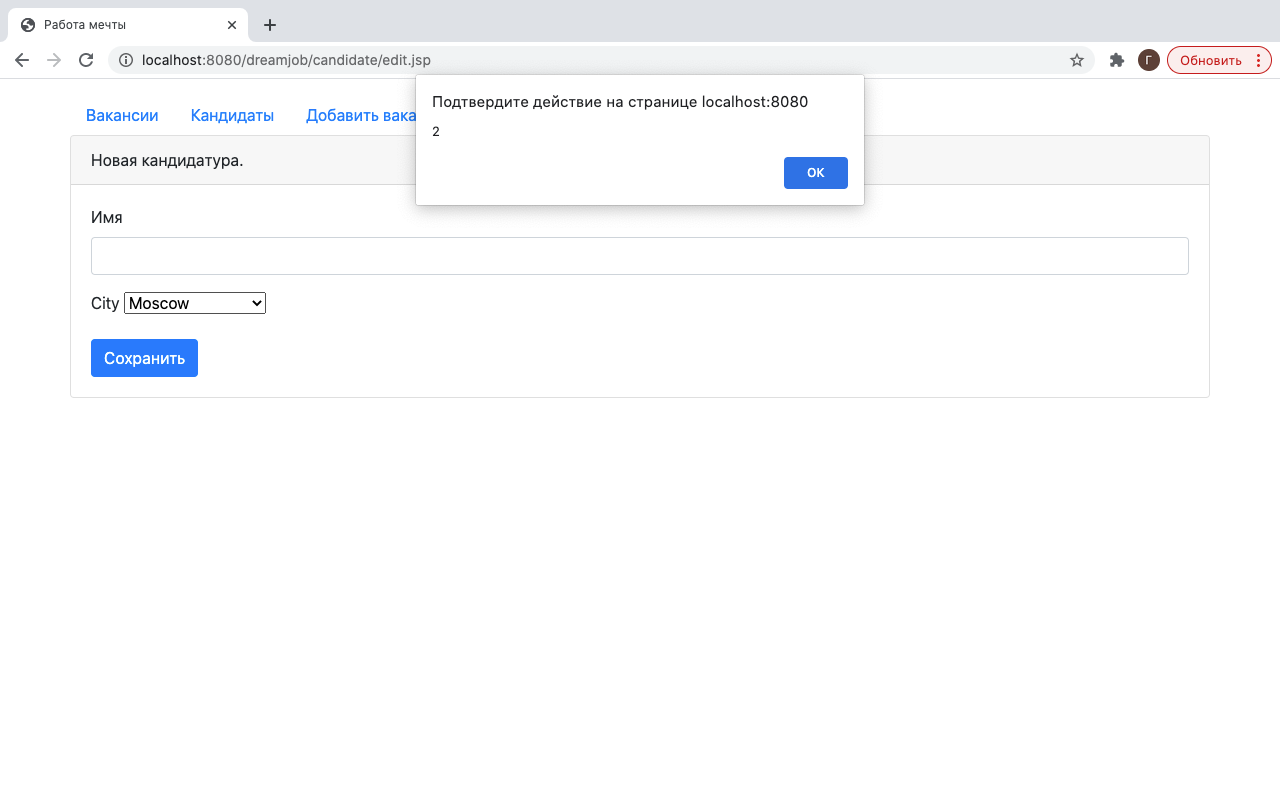 Работа мечты
localhost:8080/dreamjob/candidate/edit.jsp
Г
Обновить
Подтвердите действие на странице localhost:8080
2
ОК
Вакансии Кандидаты Добавить вака
Новая кандидатура.
Имя
City Moscow
Сохранить